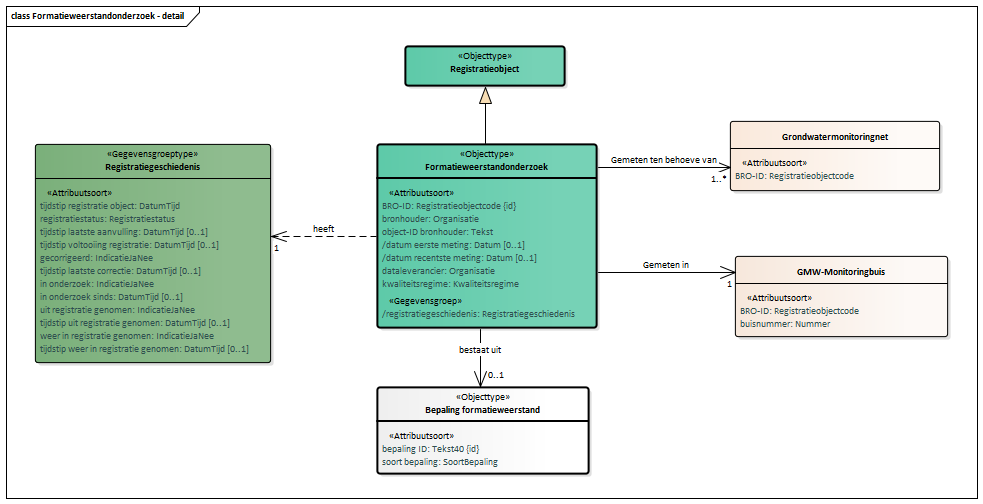 class Formatieweerstandonderzoek - detail
«Objecttype»
Registratieobject
«Gegevensgroeptype»
Registratiegeschiedenis
«Attribuutsoort»
tijdstip registratie object: DatumTijd
registratiestatus: Registratiestatus
tijdstip laatste aanvulling: DatumTijd [0..1]
tijdstip voltooiing registratie: DatumTijd [0..1]
gecorrigeerd: IndicatieJaNee
tijdstip laatste correctie: DatumTijd [0..1]
in onderzoek: IndicatieJaNee
in onderzoek sinds: DatumTijd [0..1]
uit registratie genomen: IndicatieJaNee
tijdstip uit registratie genomen: DatumTijd [0..1]
weer in registratie genomen: IndicatieJaNee
tijdstip weer in registratie genomen: DatumTijd [0..1]
heeft
1
«Objecttype»
Formatieweerstandonderzoek
«Attribuutsoort»
BRO-ID: Registratieobjectcode {id}
bronhouder: Organisatie
object-ID bronhouder: Tekst
/datum eerste meting: Datum [0..1]
/datum recentste meting: Datum [0..1]
dataleverancier: Organisatie
kwaliteitsregime: Kwaliteitsregime
«Gegevensgroep»
/registratiegeschiedenis: Registratiegeschiedenis
Gemeten ten behoeve van
1..*
Grondwatermonitoringnet
«Attribuutsoort»
BRO-ID: Registratieobjectcode
Gemeten in
1
GMW-Monitoringbuis
«Attribuutsoort»
BRO-ID: Registratieobjectcode
buisnummer: Nummer
bestaat uit
/0..1
«Objecttype»
Bepaling formatieweerstand
«Attribuutsoort»
bepaling ID: Tekst40 {id}
soort bepaling: SoortBepaling